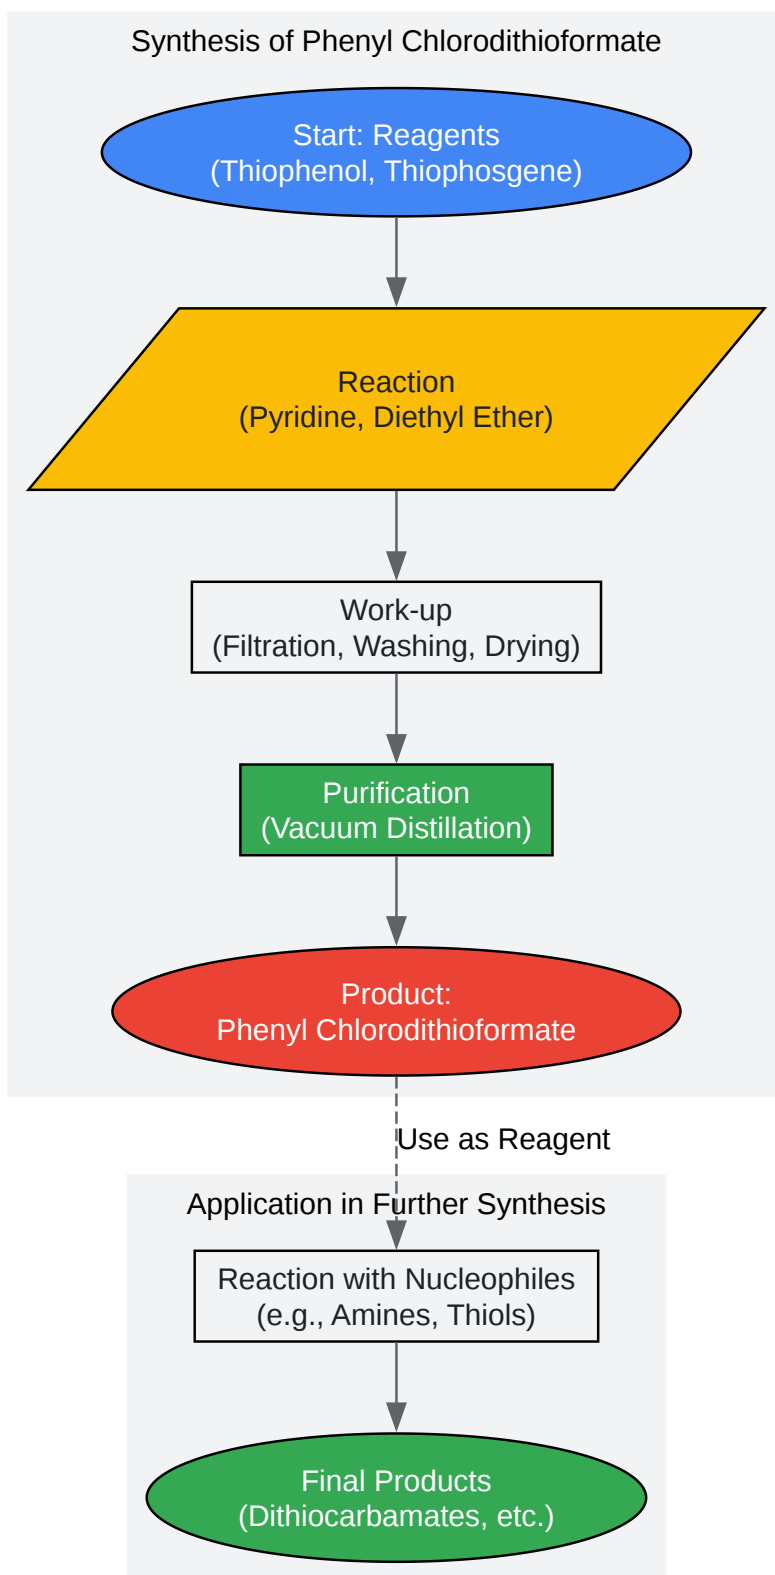 Synthesis of Phenyl Chlorodithioformate
Start: Reagents
(Thiophenol, Thiophosgene)
Reaction
(Pyridine, Diethyl Ether)
Work-up
(Filtration, Washing, Drying)
Purification
(Vacuum Distillation)
Product:
Phenyl Chlorodithioformate
Use as Reagent
Application in Further Synthesis
Reaction with Nucleophiles
(e.g., Amines, Thiols)
Final Products
(Dithiocarbamates, etc.)